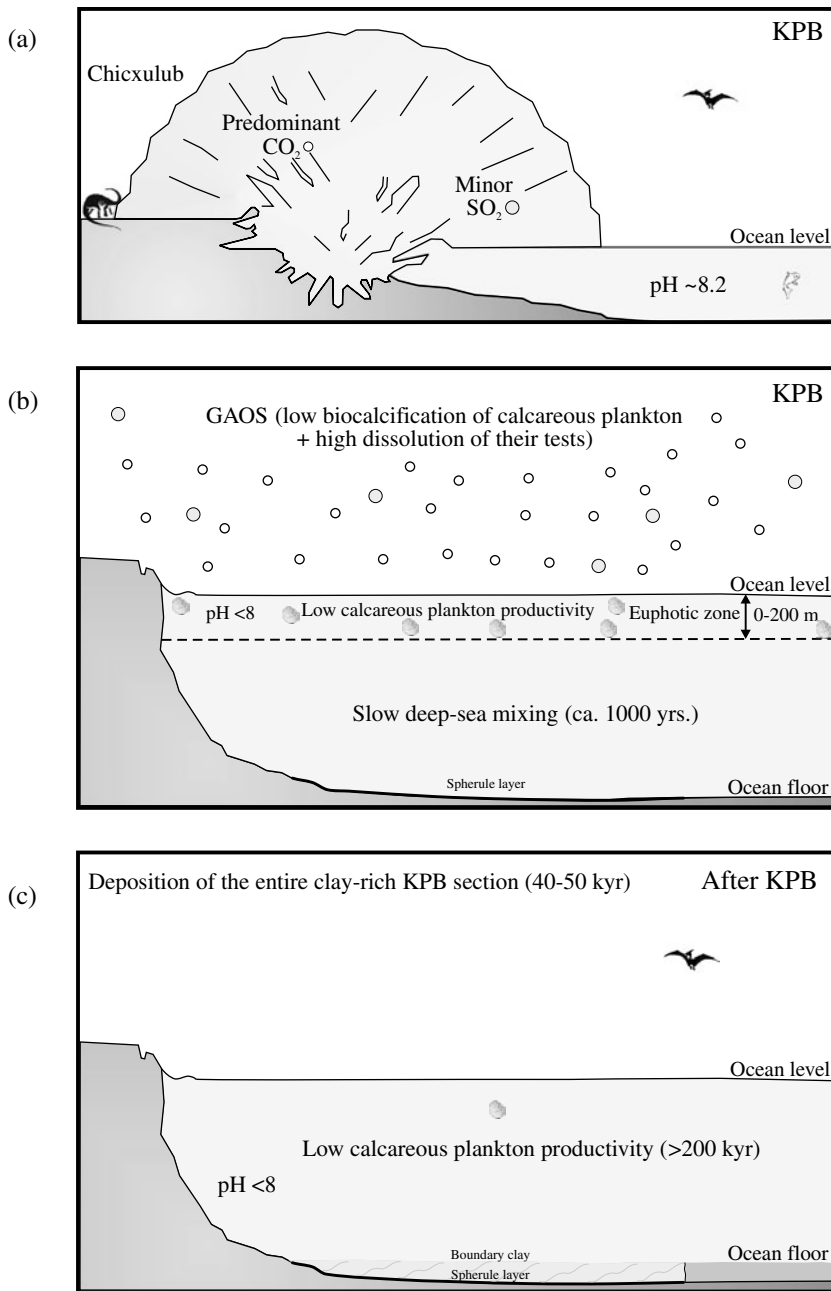 (a)
KPB
Chicxulub
Predominant
CO2
Minor
SO2
Ocean level
pH ~8.2
(b)
KPB
GAOS (low biocalcification of calcareous plankton
+ high dissolution of their tests)
Ocean level
pH <8
Low calcareous plankton productivity
Euphotic zone
0-200 m
Slow deep-sea mixing (ca. 1000 yrs.)
Spherule layer
Ocean floor
(c)
Deposition of the entire clay-rich KPB section (40-50 kyr)
After KPB
Ocean level
Low calcareous plankton productivity (>200 kyr)
pH <8
Boundary clay
Ocean floor
Spherule layer